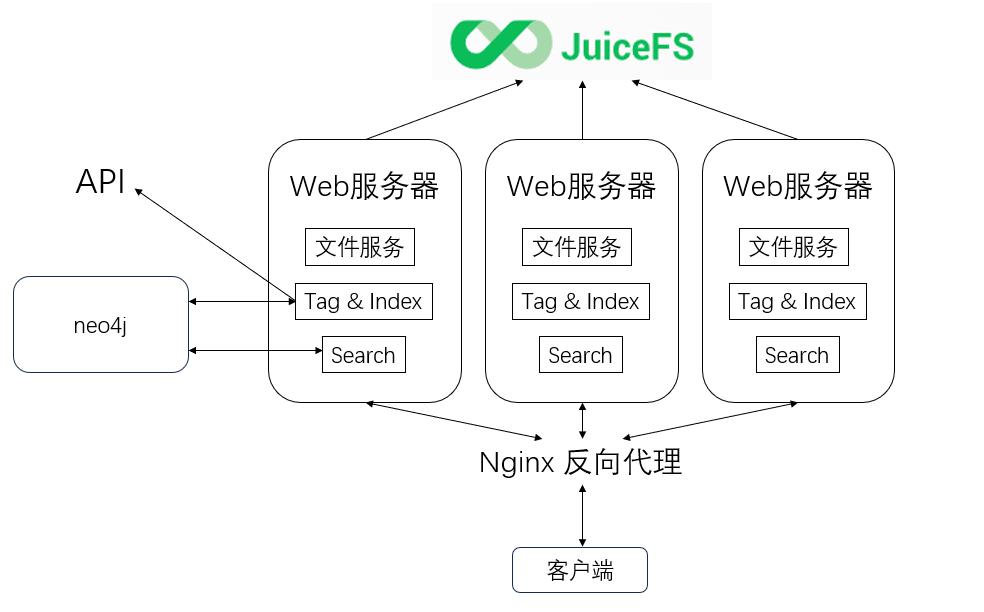 JuiceFS
API
Web服务器
Web服务器
Web服务器
文件服务
文件服务
文件服务
Tag & Index
Tag & Index
Tag & Index
neo4j
Search
Search
Search
Nginx 反向代理
客户端